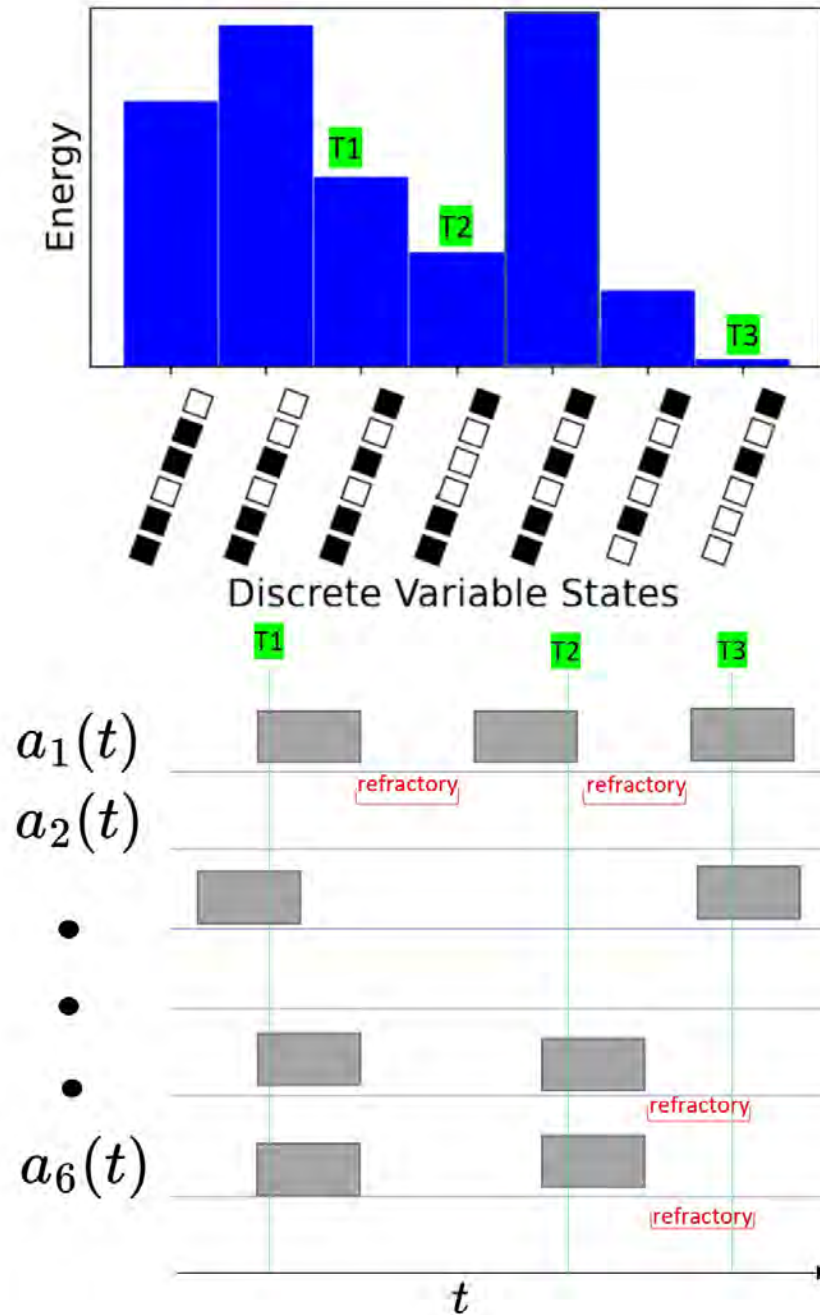 Energy
T1
T2
T3
Discrete Variable States
T1 T2 T3
a₁(t)
refractory refractory
a₂(t)
refractory
a₆(t)
refractory
t